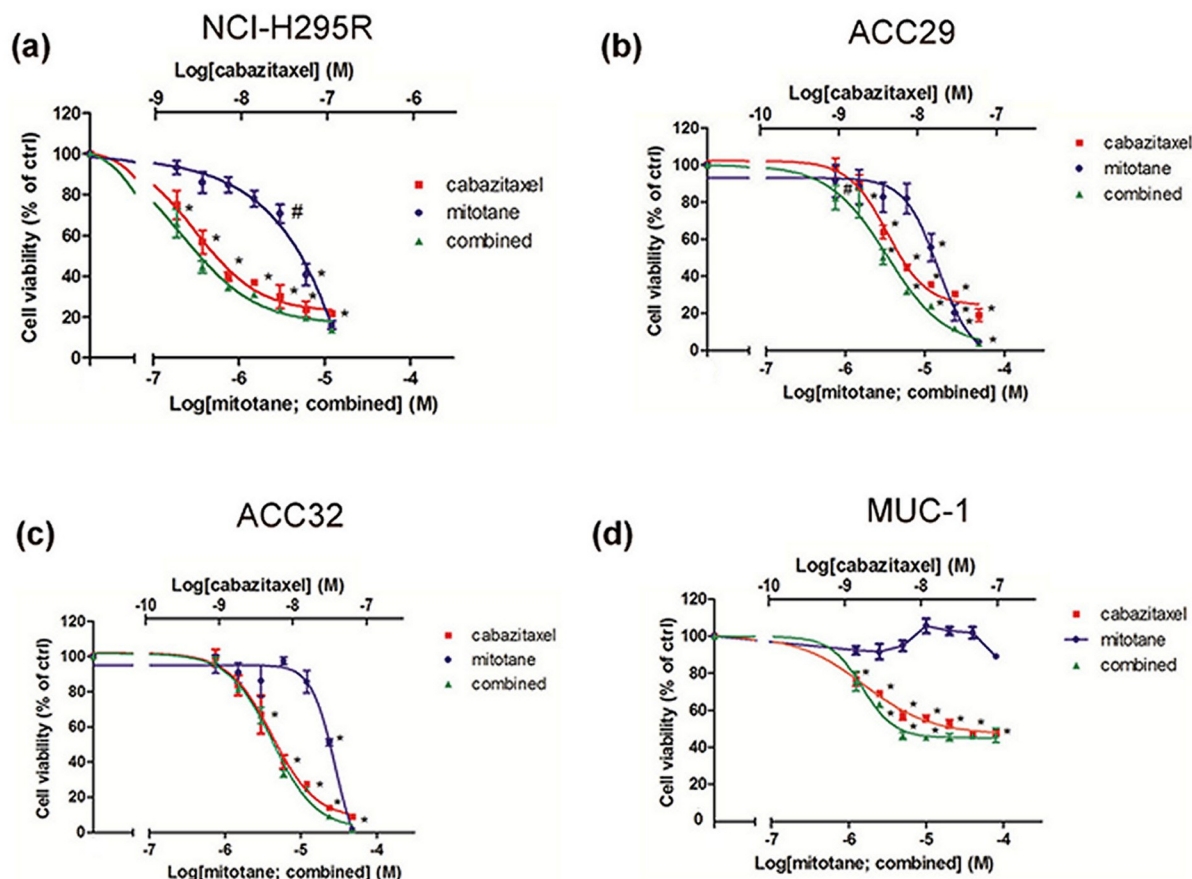 (a)
NCI-H295R
Log[cabazitaxel] (M)
-9 -8 -7 -6
Cell viability (% of ctrl)
120
100
80
60
40
20
0
* * * * * * * #
cabazitaxel
mitotane
combined
-7 -6 -5 -4
Log[mitotane; combined] (M)
(b)
ACC29
Log[cabazitaxel] (M)
-10 -9 -8 -7
Cell viability (% of ctrl)
120
100
80
60
40
20
0
#
cabazitaxel
mitotane
combined
-7 -6 -5 -4
Log[mitotane; combined] (M)
(c)
ACC32
Log[cabazitaxel] (M)
-10 -9 -8 -7
Cell viability (% of ctrl)
120
100
80
60
40
20
0
cabazitaxel
mitotane
combined
-7 -6 -5 -4
Log[mitotane; combined] (M)
(d)
MUC-1
Log[cabazitaxel] (M)
-10 -9 -8 -7
Cell viability (% of ctrl)
120
100
80
60
40
20
0
cabazitaxel
mitotane
combined
-7 -6 -5 -4
Log[mitotane; combined] (M)